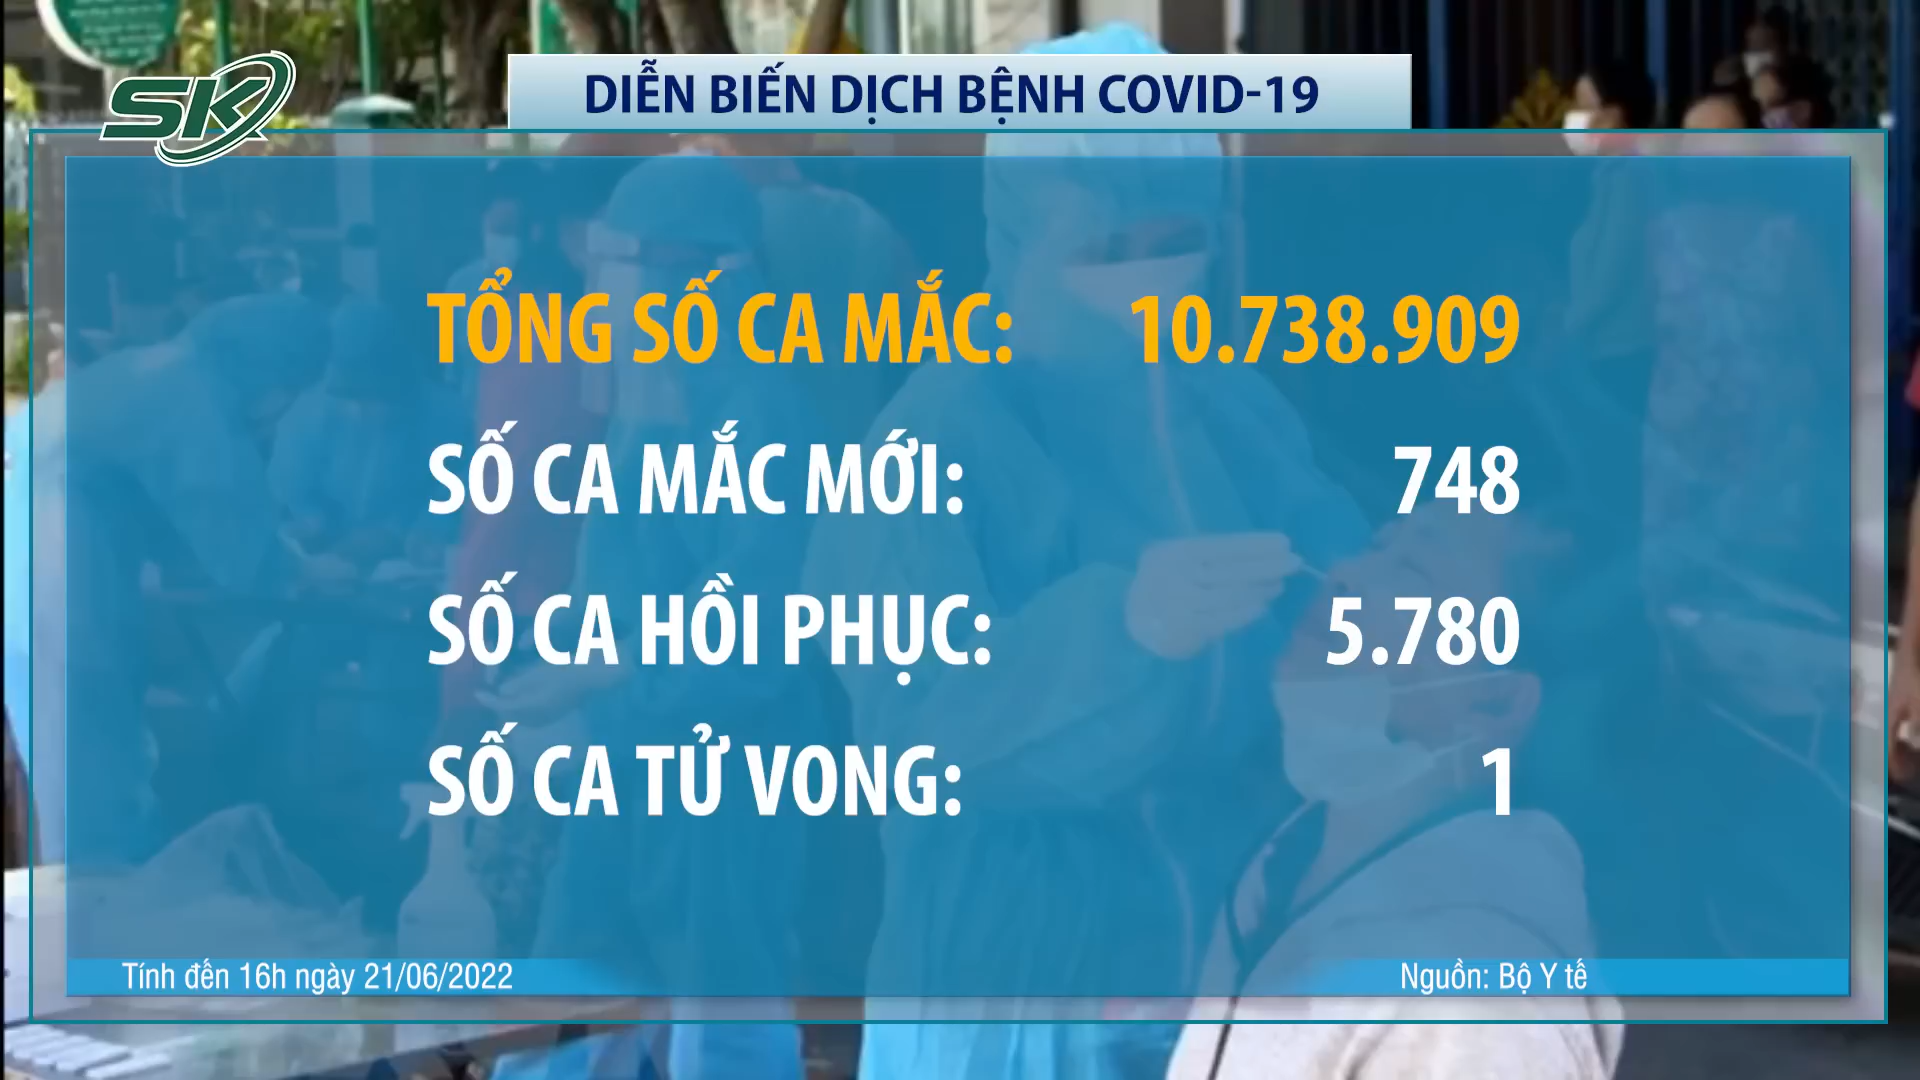 SK
DIỄN BIẾN DỊCH BỆNH COVID-19
TỔNG SỐ CA MẮC: 10.738.909
SỐ CA MẮC MỚI: 748
SỐ CA HỒI PHỤC: 5.780
SỐ CA TỬ VONG: 1
Tính đến 16h ngày 21/06/2022
Nguồn: Bộ Y tế